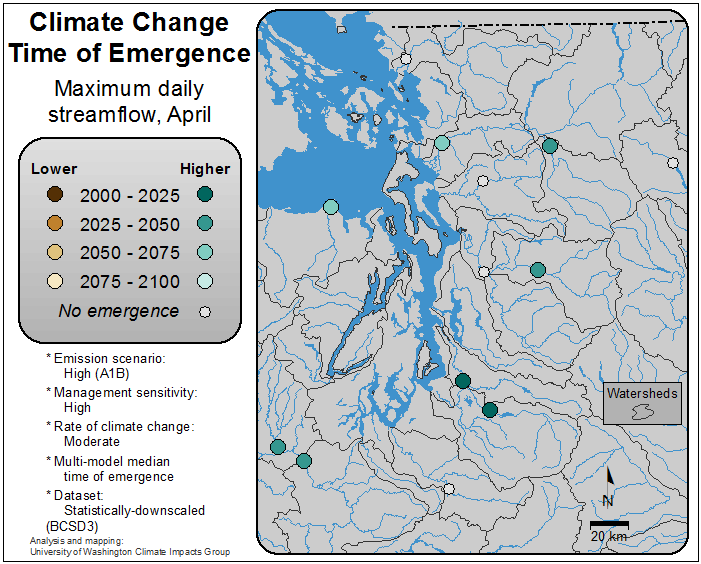 Climate Change
Time of Emergence
Maximum daily
streamflow, April
Lower Higher
2000 - 2025
2025 - 2050
2050 - 2075
2075 - 2100
No emergence
* Emission scenario:
High (A1B)
* Management sensitivity:
High
* Rate of climate change:
Moderate
* Multi-model median
time of emergence
* Dataset:
Statistically-downscaled
(BCSD3)
Analysis and mapping:
University of Washington Climate Impacts Group
Watersheds
N
20 km